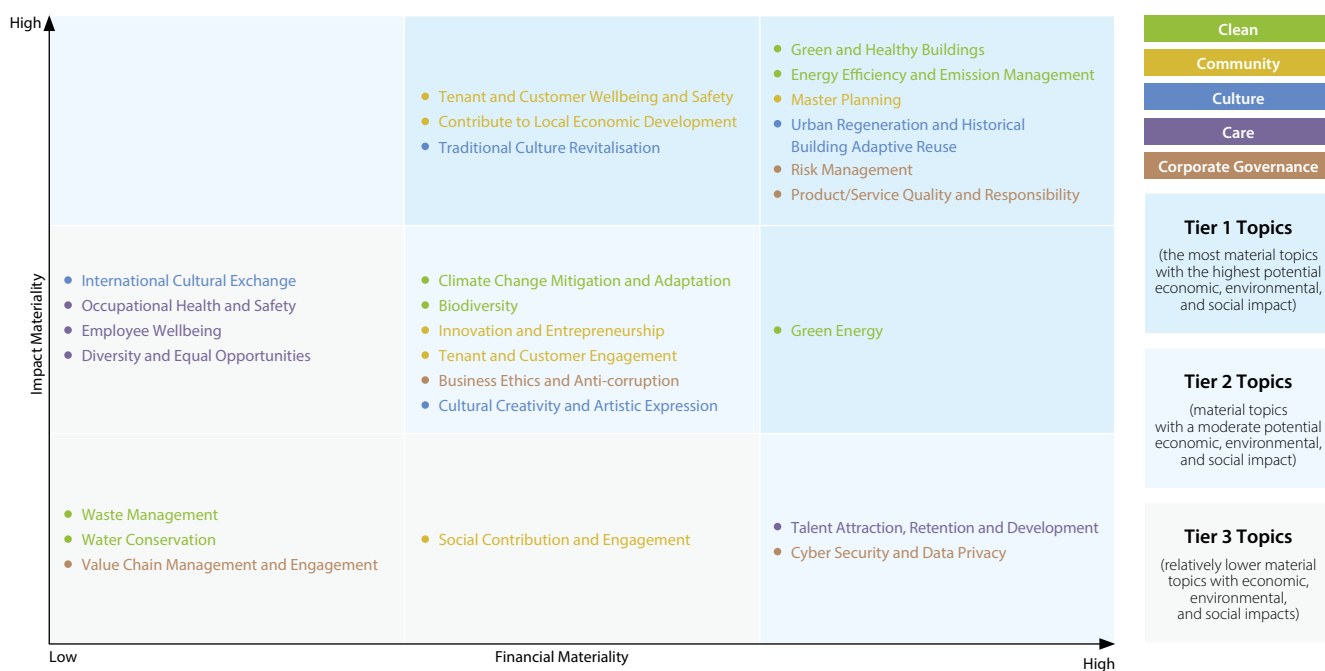 High
Impact Materiality
Tenant and Customer Wellbeing and Safety
Contribute to Local Economic Development
Traditional Culture Revitalisation
Green and Healthy Buildings
Energy Efficiency and Emission Management
Master Planning
Urban Regeneration and Historical
Building Adaptive Reuse
Risk Management
Product/Service Quality and Responsibility
International Cultural Exchange
Occupational Health and Safety
Employee Wellbeing
Diversity and Equal Opportunities
Climate Change Mitigation and Adaptation
Biodiversity
Innovation and Entrepreneurship
Tenant and Customer Engagement
Business Ethics and Anti-corruption
Cultural Creativity and Artistic Expression
Green Energy
Waste Management
Water Conservation
Value Chain Management and Engagement
Social Contribution and Engagement
Talent Attraction, Retention and Development
Cyber Security and Data Privacy
Low
Financial Materiality
High
Clean
Community
Culture
Care
Corporate Governance
Tier 1 Topics
(the most material topics
with the highest potential
economic, environmental,
and social impact)
Tier 2 Topics
(material topics
with a moderate potential
economic, environmental,
and social impact)
Tier 3 Topics
(relatively lower material
topics with economic,
environmental,
and social impacts)